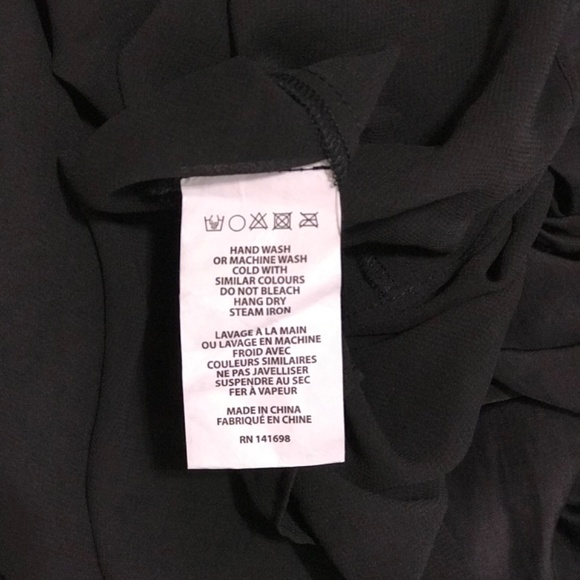 HAND WASH
OR MACHINE WASH
COLD WITH
SIMILAR COLOURS
DO NOT BLEACH
HANG DRY
STEAM IRON
LAVAGE À LA MAIN
OU LAVAGE EN MACHINE
FROID AVEC
COULEURS SIMILAIRES
NE PAS JAVELLISER
SUSPENDRE AU SEC
FER À VAPEUR
MADE IN CHINA
FABRIQUÉ EN CHINE
RN 141698